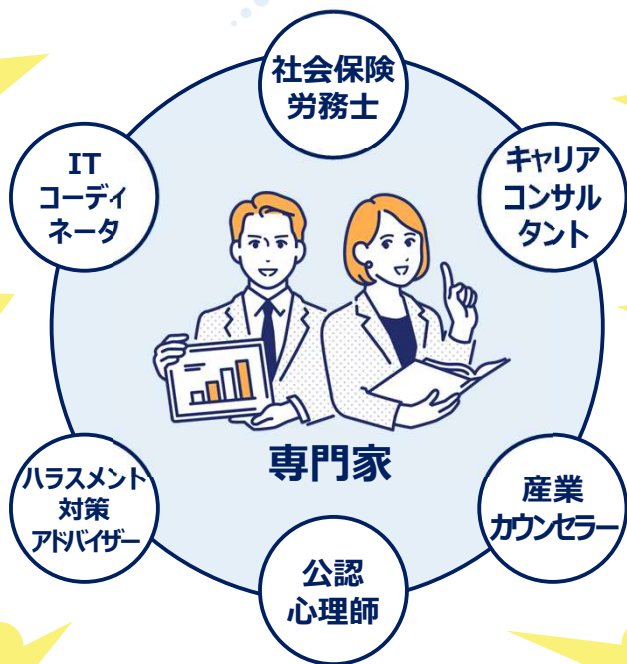 社会保険
労務士
IT
コーディ
ネータ
キャリア
コンサル
タント
専門家
ハラスメント
対策
アドバイザー
産業
カウンセラー
公認
心理師